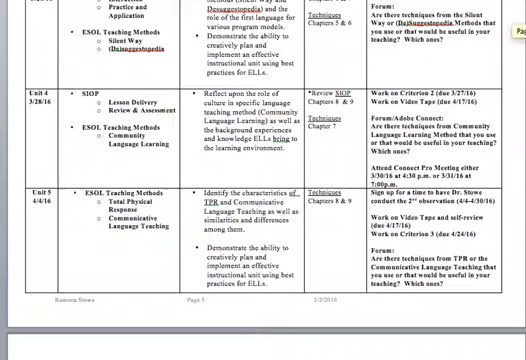 Practice and
Application
• ESOL Teaching Methods
o Silent Way
o (De)suggestopedia
Desuggestopedia) and the
role of the first language for
various program models.
• Demonstrate the ability to
creatively plan and
implement an effective
instructional unit using best
practices for ELLs.
Techniques
Chapters 5 & 6
Forum:
Are there techniques from the Silent
Way or (De)Suggestopedia Methods that
you use or that would be useful in your
teaching? Which ones?
Unit 4
3/28/16
• SIOP
o Lesson Delivery
o Review & Assessment
• ESOL Teaching Methods
o Community
Language Learning
• Reflect upon the role of
culture in specific language
teaching method (Community
Language Learning) as well as
the background experiences
and knowledge ELLs bring to
the learning environment.
*Review SIOP
Chapters 8 & 9
Techniques
Chapter 7
Work on Criterion 2 (due 3/27/16)
Work on Video Tape (due 4/17/16)
Forum/Adobe Connect:
Are there techniques from Community
Language Learning Method that you use
or that would be useful in your teaching?
Which ones?
Attend Connect Pro Meeting either
3/30/16 at 4:30 p.m. or 3/31/16 at
7:00p.m.
Unit 5
4/4/16
• ESOL Teaching Methods
o Total Physical
Response
o Communicative
Language Teaching
• Identify the characteristics of
TPR and Communicative
Language Teaching as well as
similarities and differences
among them.
• Demonstrate the ability to
creatively plan and
implement an effective
instructional unit using best
practices for ELLs.
Techniques
Chapters 8 & 9
Sign up for a time to have Dr. Stowe
conduct the 2nd observation (4/4-4/30/16)
Work on Video Tape and self-review
(due 4/17/16)
Work on Criterion 3 (due 4/24/16)
Forum:
Are there techniques from TPR or the
Communicative Language Teaching that
you use or that would be useful in your
teaching? Which ones?
Ramona Stowe
Page 5
3/2/2016
Pag